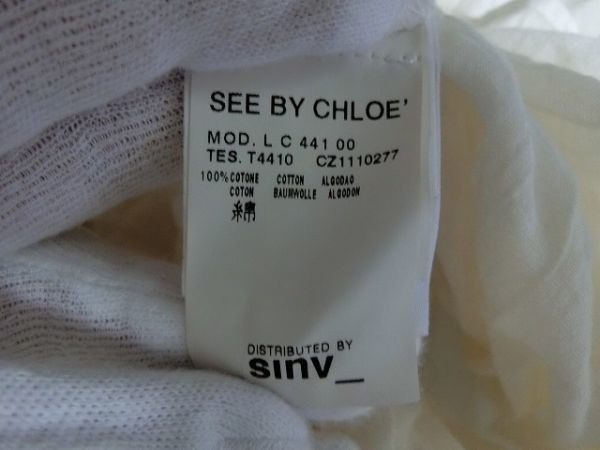 SEE BY CHLOE'
MOD. L C 441 00
TES. T4410 CZ1110277
100% COTONE COTTON ALGODAO
COTON BAUMWOLLE ALGODON
綿
DISTRIBUTED BY
sinv_